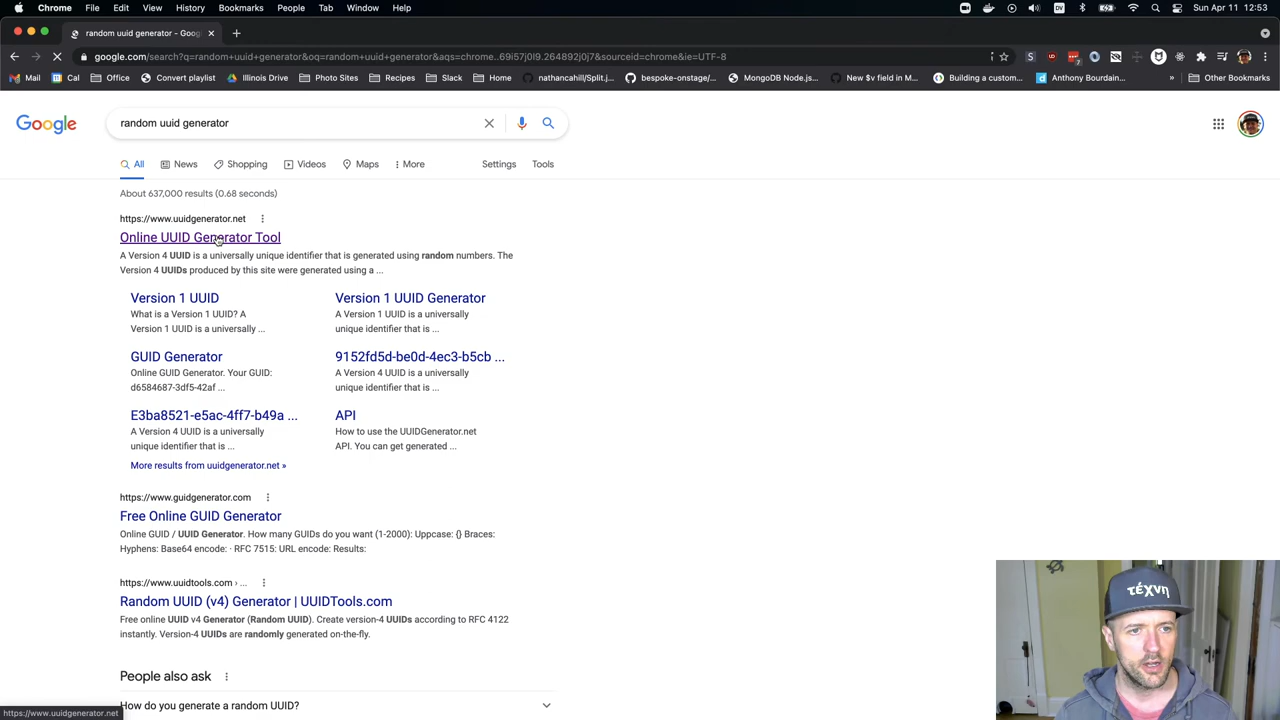 Chrome File Edit View History Bookmarks People Tab Window Help
DV
Sun Apr 11 12:53
random uuid generator - Goo
google.com/search?q=random+uuid+generator&oq=random+uuid+generator&aqs=chrome..69i57j0l9.264892j0j7&sourceid=chrome&ie=UTF-8
Mail Cal Office Convert playlist Illinois Drive Photo Sites Recipes Slack Home nathancahill/Split.j... bespoke-onstage/... MongoDB Node.js... New $v field in M... Building a custom... Anthony Bourdain... » Other Bookmarks
Google
random uuid generator
All News Shopping Videos Maps More Settings Tools
About 637,000 results (0.68 seconds)
https://www.uuidgenerator.net
Online UUID Generator Tool
A Version 4 UUID is a universally unique identifier that is generated using random numbers. The
Version 4 UUIDs produced by this site were generated using a ...
Version 1 UUID
What is a Version 1 UUID? A
Version 1 UUID is a universally ...
Version 1 UUID Generator
A Version 1 UUID is a universally
unique identifier that is ...
GUID Generator
Online GUID Generator. Your GUID:
d6584687-3df5-42af ...
9152fd5d-be0d-4ec3-b5cb ...
A Version 4 UUID is a universally
unique identifier that is ...
E3ba8521-e5ac-4ff7-b49a ...
A Version 4 UUID is a universally
unique identifier that is ...
API
How to use the UUIDGenerator.net
API. You can get generated ...
More results from uuidgenerator.net »
https://www.guidgenerator.com
Free Online GUID Generator
Online GUID / UUID Generator. How many GUIDs do you want (1-2000): Uppcase: {} Braces:
Hyphens: Base64 encode: · RFC 7515: URL encode: Results:
https://www.uuidtools.com › ...
Random UUID (v4) Generator | UUIDTools.com
Free online UUID v4 Generator (Random UUID). Create version-4 UUIDs according to RFC 4122
instantly. Version-4 UUIDs are randomly generated on-the-fly.
People also ask
How do you generate a random UUID?
https://www.uuidgenerator.net
τέχνη